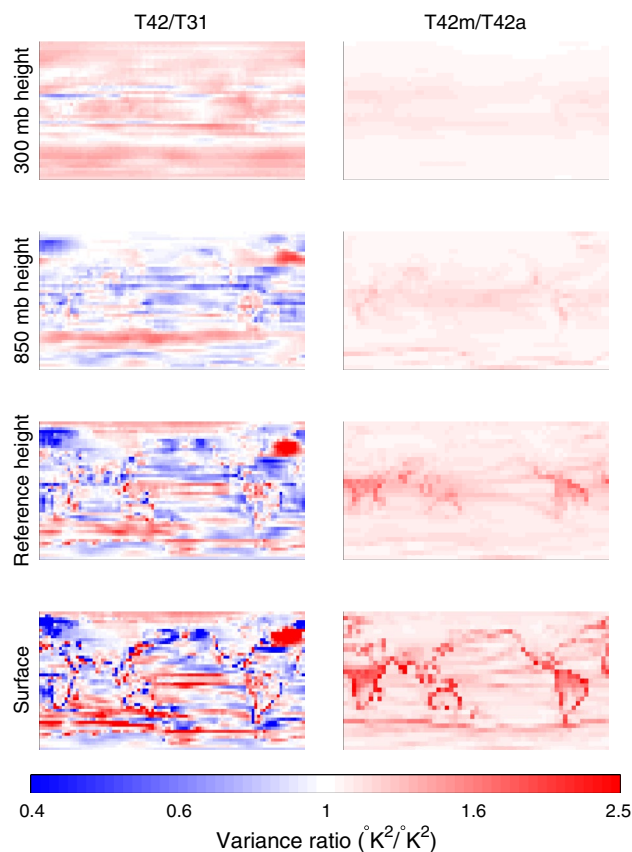 T42/T31
T42m/T42a
300 mb height
850 mb height
Reference height
Surface
0.4
0.6
1
1.6
2.5
Variance ratio (°K²/°K²)